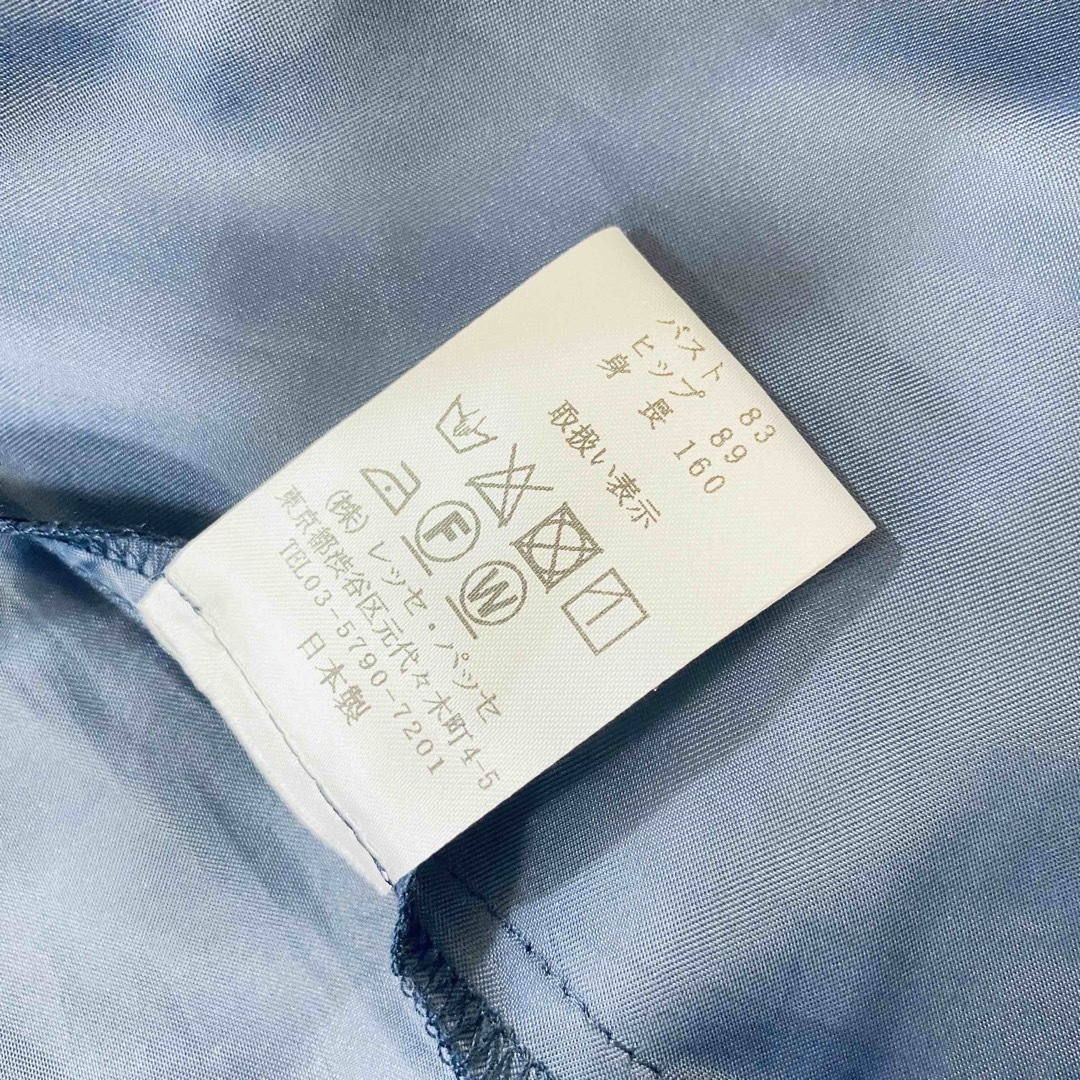 バスト 83
ヒップ 89
身長 160
取扱い表示
F
W
(株)レッセ・パッセ
東京都渋谷区元代々木町4-5
TEL03-5790-7201
日本製